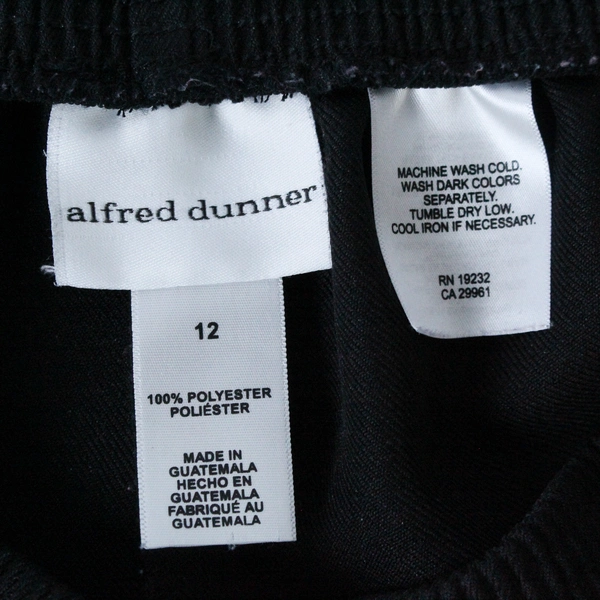 alfred dunner
12
100% POLYESTER
POLIÉSTER
MADE IN
GUATEMALA
HECHO EN
GUATEMALA
FABRIQUÉ AU
GUATEMALA
MACHINE WASH COLD.
WASH DARK COLORS
SEPARATELY.
TUMBLE DRY LOW.
COOL IRON IF NECESSARY.
RN 19232
CA 29961